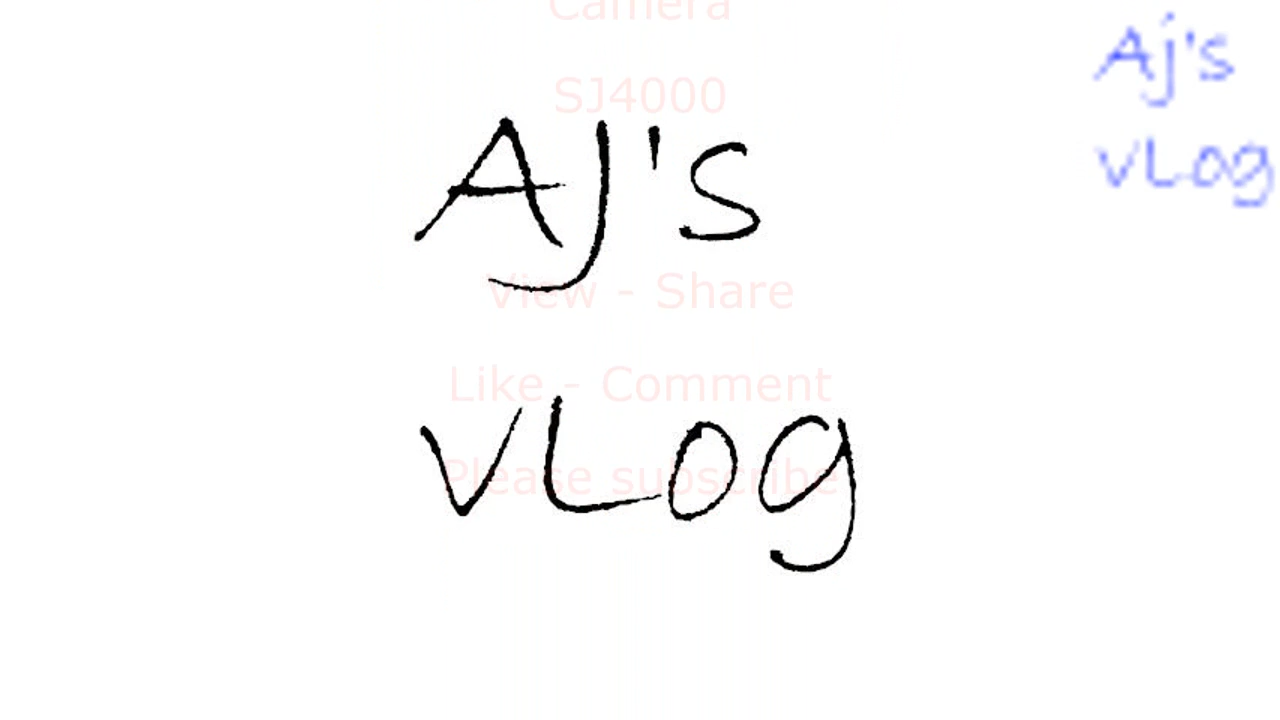 Camera
SJ4000
AJ's
View - Share
Like - Comment
vLog
Please subscribe
Aj's
vLog